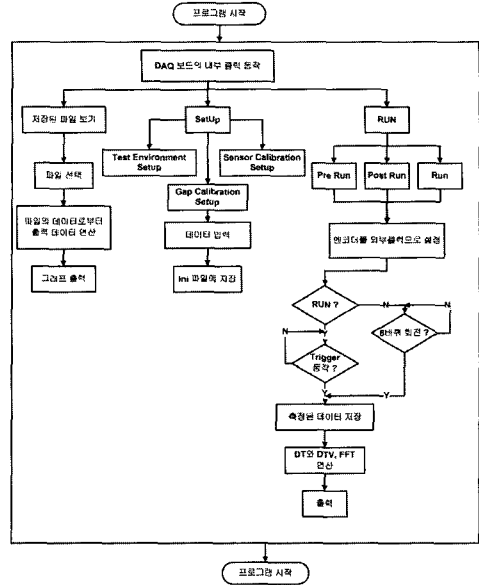 프로그램 시작
DAQ 보드의 내부 클럭 동작
저장된 파일 보기
SetUp
RUN
Test Environment
Setup
Sensor Calibration
Setup
파일 선택
Pre Run
Post Run
Run
Gap Calibration
Setup
파일의 데이터로부터
출력 데이터 연산
데이터 입력
엔코더를 외부클럭으로 설정
그래프 출력
Ini 파일에 저장
RUN ?
N
N
8바퀴 회전 ?
N
Y
Trigger
동작 ?
Y
Y
측정된 데이터 저장
DT와 DTV, FFT
연산
출력
프로그램 시작